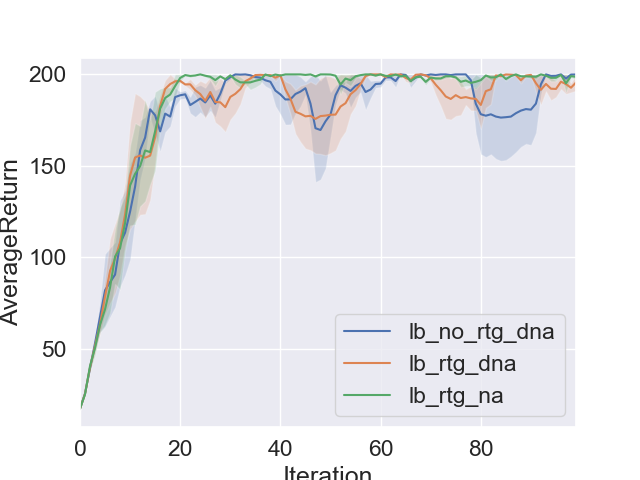 200
150
100
50
AverageReturn
lb_no_rtg_dna
lb_rtg_dna
lb_rtg_na
0 20 40 60 80
Iteration